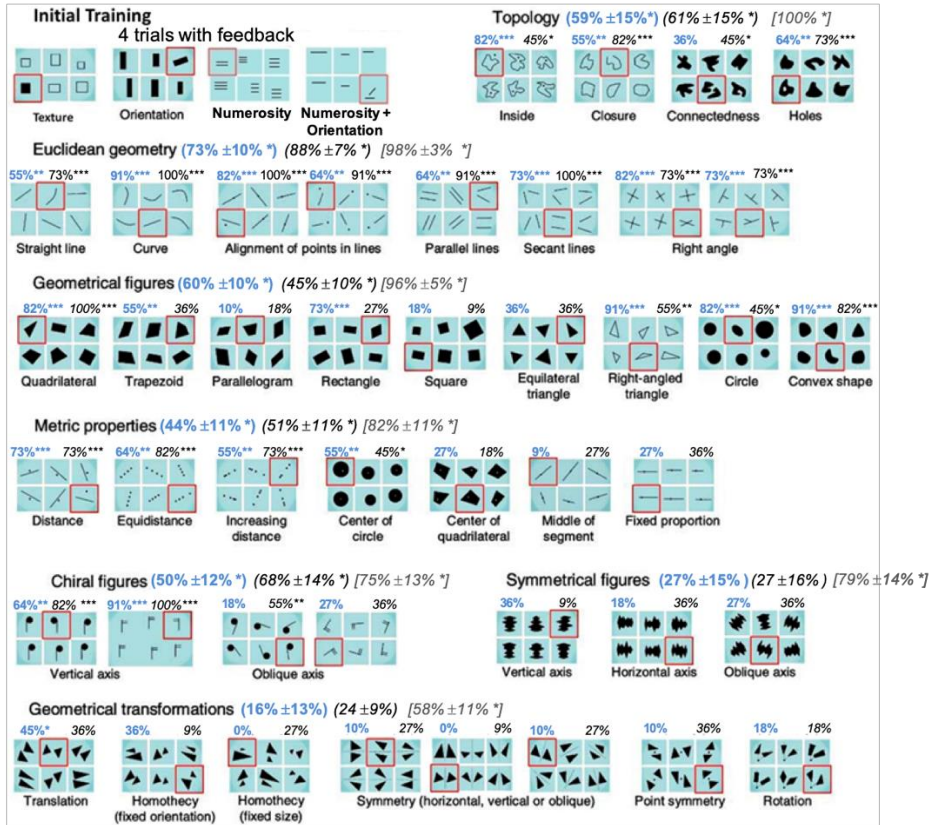 Initial Training
4 trials with feedback
Texture
Orientation
Numerosity
Numerosity +
Orientation
Topology (59% ±15%*) (61% ±15% *) [100% *]
82%*** 45%* 55%** 82%*** 36% 45%* 64%** 73%***
Inside
Closure
Connectedness
Holes
Euclidean geometry (73% ±10% *) (88% ±7% *) [98% ±3% *]
55%** 73%*** 91%*** 100%*** 82%*** 100%*** 64%** 91%*** 64%** 91%*** 73%*** 100%*** 82%*** 73%*** 73%*** 73%***
Straight line
Curve
Alignment of points in lines
Parallel lines
Secant lines
Right angle
Geometrical figures (60% ±10% *) (45% ±10% *) [96% ±5% *]
82%*** 100%*** 55%** 36% 10% 18% 73%*** 27% 18% 9% 36% 36% 91%*** 55%** 82%*** 45%* 91%*** 82%***
Quadrilateral
Trapezoid
Parallelogram
Rectangle
Square
Equilateral
triangle
Right-angled
triangle
Circle
Convex shape
Metric properties (44% ±11% *) (51% ±11% *) [82% ±11% *]
73%*** 73%*** 64%** 82%*** 55%** 73%*** 55%** 45%* 27% 18% 9% 27% 27% 36%
Distance
Equidistance
Increasing
distance
Center of
circle
Center of
quadrilateral
Middle of
segment
Fixed proportion
Chiral figures (50% ±12% *) (68% ±14% *) [75% ±13% *]
64%** 82% *** 91%*** 100%*** 18% 55%** 27% 36%
Vertical axis
Oblique axis
Symmetrical figures (27% ±15% ) (27 ±16% ) [79% ±14% *]
36% 9% 18% 36% 27% 36%
Vertical axis
Horizontal axis
Oblique axis
Geometrical transformations (16% ±13%) (24 ±9%) [58% ±11% *]
45%* 36% 36% 9% 0% 27% 10% 27% 0% 9% 10% 27% 10% 36% 18% 18%
Translation
Homothecy
(fixed orientation)
Homothecy
(fixed size)
Symmetry (horizontal, vertical or oblique)
Point symmetry
Rotation